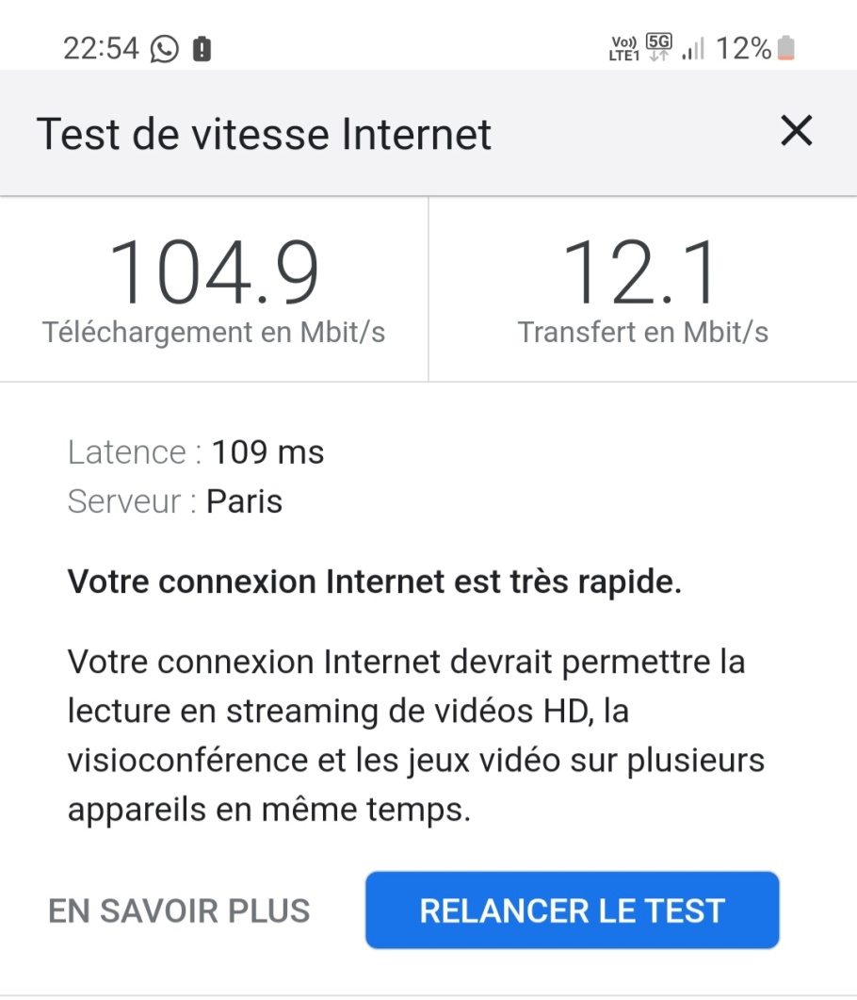 22:54 Vo)) LTE1 5G 12%
Test de vitesse Internet
104.9 12.1
Téléchargement en Mbit/s Transfert en Mbit/s
Latence : 109 ms
Serveur : Paris
Votre connexion Internet est très rapide.
Votre connexion Internet devrait permettre la
lecture en streaming de vidéos HD, la
visioconférence et les jeux vidéo sur plusieurs
appareils en même temps.
EN SAVOIR PLUS RELANCER LE TEST